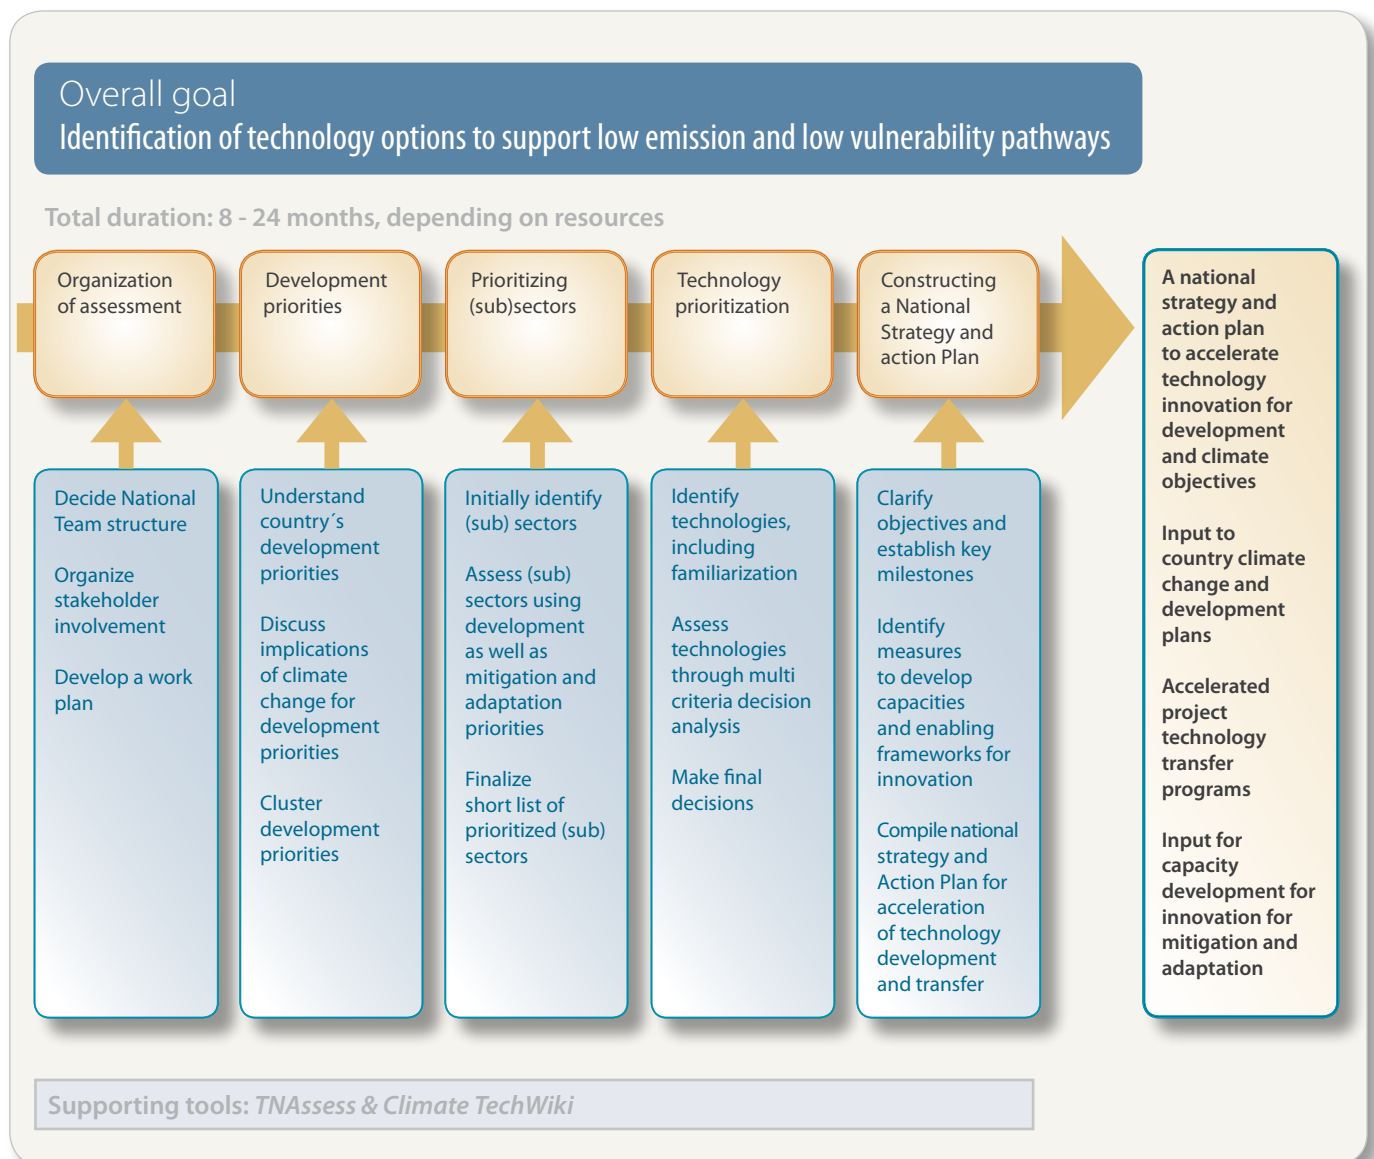 Overall goal
Identification of technology options to support low emission and low vulnerability pathways
Total duration: 8 - 24 months, depending on resources
Organization
of assessment
Development
priorities
Prioritizing
(sub)sectors
Technology
prioritization
Constructing
a National
Strategy and
action Plan
Decide National
Team structure
Organize
stakeholder
involvement
Develop a work
plan
Understand
country´s
development
priorities
Discuss
implications
of climate
change for
development
priorities
Cluster
development
priorities
Initially identify
(sub) sectors
Assess (sub)
sectors using
development
as well as
mitigation and
adaptation
priorities
Finalize
short list of
prioritized (sub)
sectors
Identify
technologies,
including
familiarization
Assess
technologies
through multi
criteria decision
analysis
Make final
decisions
Clarify
objectives and
establish key
milestones
Identify
measures
to develop
capacities
and enabling
frameworks for
innovation
Compile national
strategy and
Action Plan for
acceleration
of technology
development
and transfer
A national
strategy and
action plan
to accelerate
technology
innovation for
development
and climate
objectives
Input to
country climate
change and
development
plans
Accelerated
project
technology
transfer
programs
Input for
capacity
development for
innovation for
mitigation and
adaptation
Supporting tools: TNAssess & Climate TechWiki